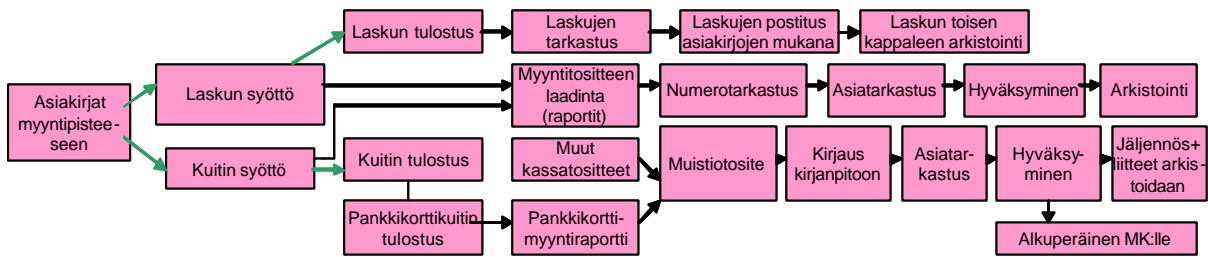 Laskun tulostus
Laskujen
tarkastus
Laskujen postitus
asiakirjojen mukana
Laskun toisen
kappaleen arkistointi
Asiakirjat
myyntipistee-
seen
Laskun syöttö
Myyntitositteen
laadinta
(raportit)
Numerotarkastus
Asiatarkastus
Hyväksyminen
Arkistointi
Kuitin syöttö
Kuitin tulostus
Muut
kassatositteet
Muistiotosite
Kirjaus
kirjanpitoon
Asiatar-
kastus
Hyväksy-
minen
Jäljennös+
liitteet arkis-
toidaan
Pankkikorttikuitin
tulostus
Pankkikortti-
myyntiraportti
Alkuperäinen MK:lle